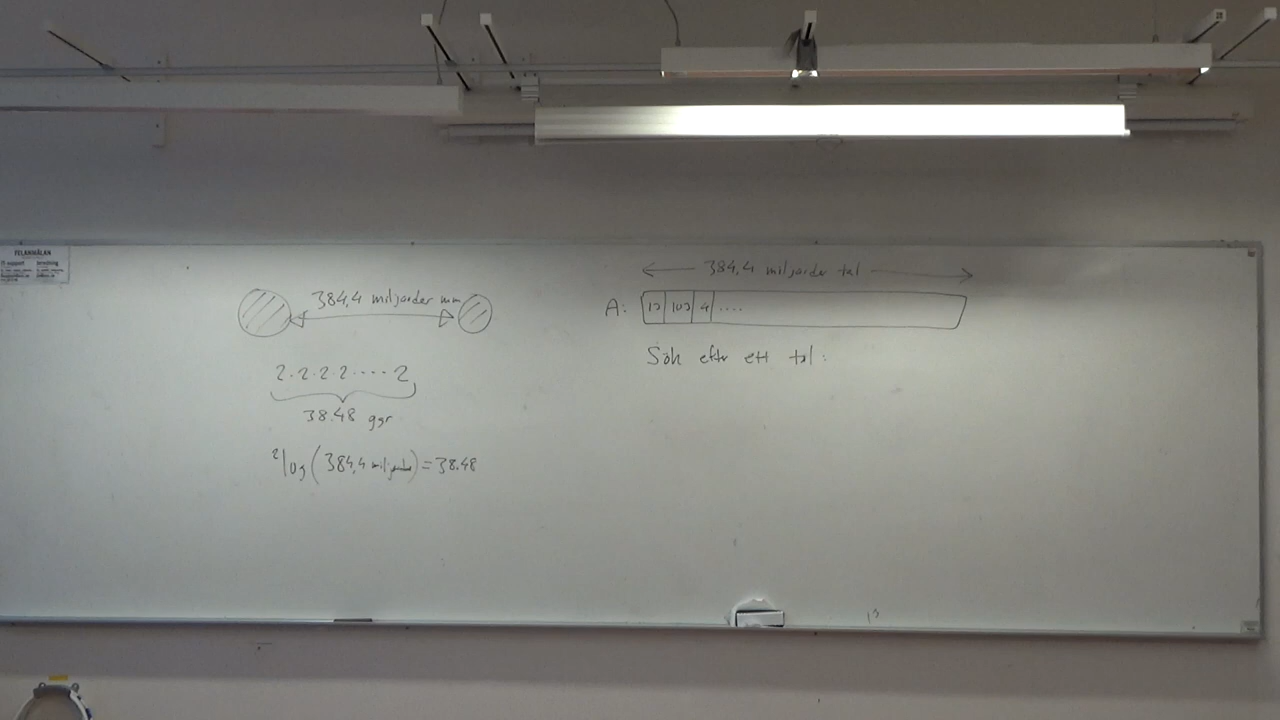 FELANMÄLAN
384,4 miljarder mm
2·2·2·2····2
38.48 ggr
²log(384,4 miljarder) = 38.48
384,4 miljarder tal
A: 13 103 4 ....
Sök efter ett tal: